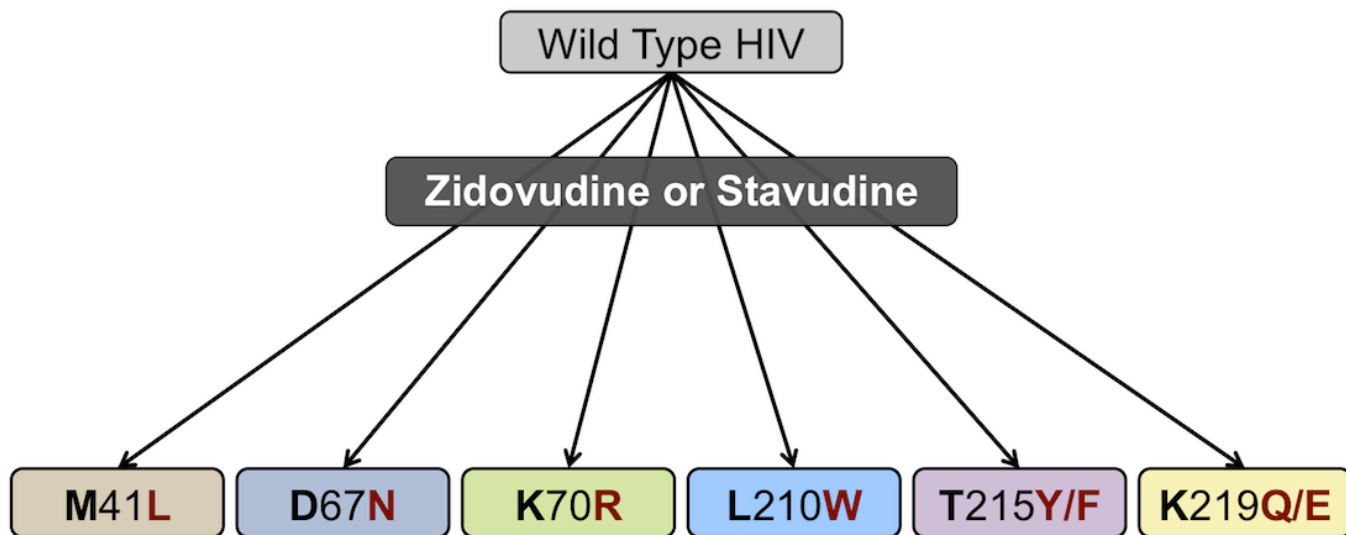 Wild Type HIV
Zidovudine or Stavudine
M41L D67N K70R L210W T215Y/F K219Q/E